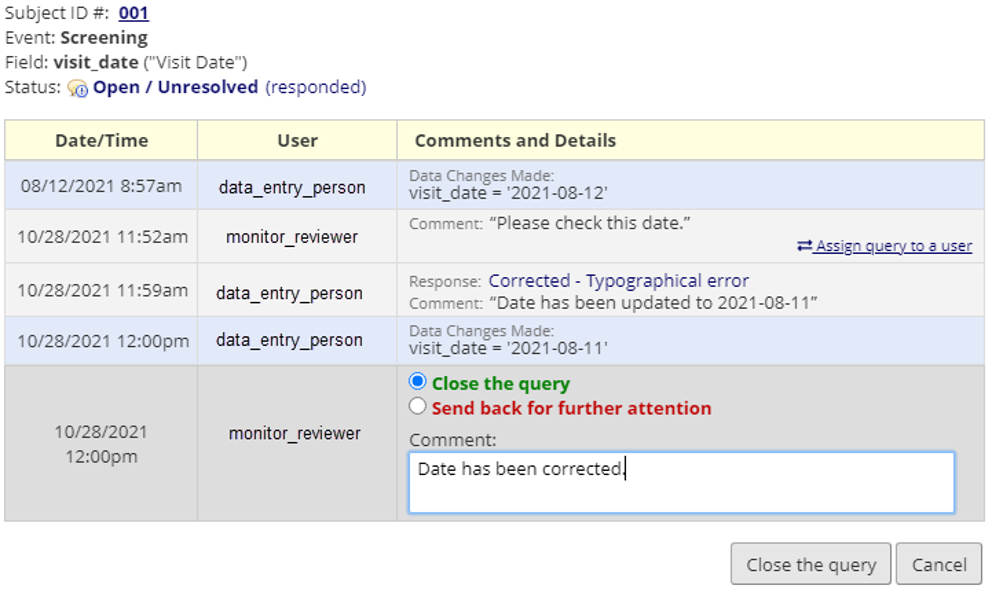 Subject ID #: 001
Event: Screening
Field: visit_date ("Visit Date")
Status: Open / Unresolved (responded)
Date/Time User Comments and Details
08/12/2021 8:57am data_entry_person Data Changes Made:
visit_date = '2021-08-12'
10/28/2021 11:52am monitor_reviewer Comment: “Please check this date.”
Assign query to a user
10/28/2021 11:59am data_entry_person Response: Corrected - Typographical error
Comment: “Date has been updated to 2021-08-11”
10/28/2021 12:00pm data_entry_person Data Changes Made:
visit_date = '2021-08-11'
Close the query
Send back for further attention
10/28/2021
12:00pm
monitor_reviewer
Comment:
Date has been corrected.
Close the query Cancel